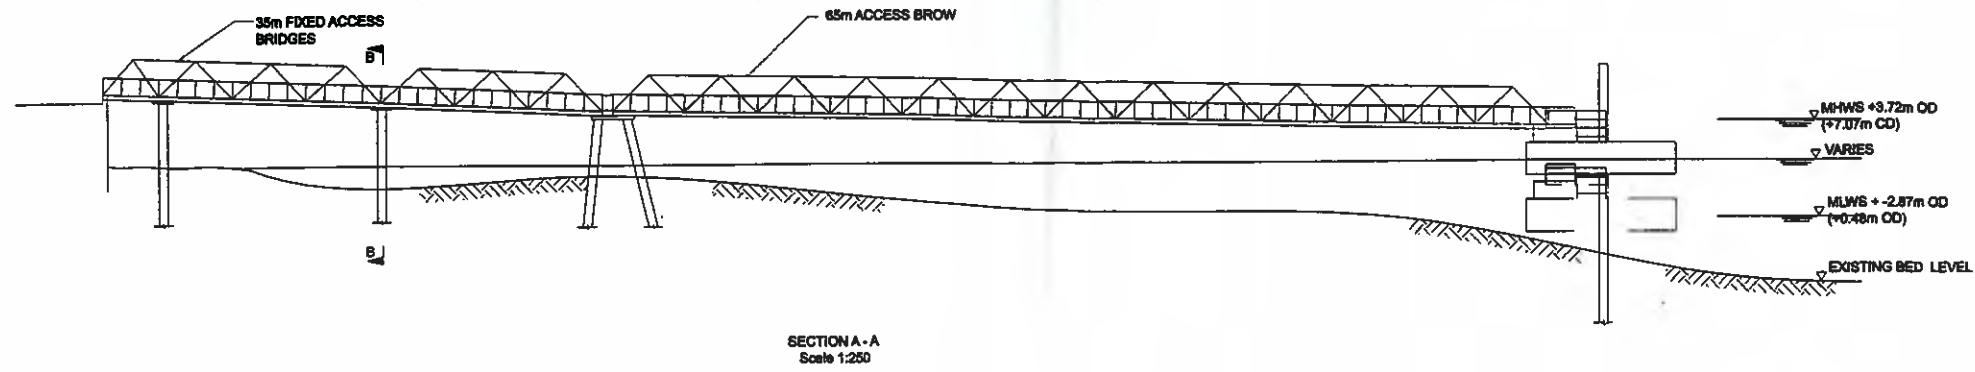 35m FIXED ACCESS
BRIDGES
65m ACCESS BROW
B
MHWS +3.72m OD
(+7.07m CD)
VARIES
MLWS + -2.87m OD
(+0.48m OD)
B
EXISTING BED LEVEL
SECTION A - A
Scale 1:250